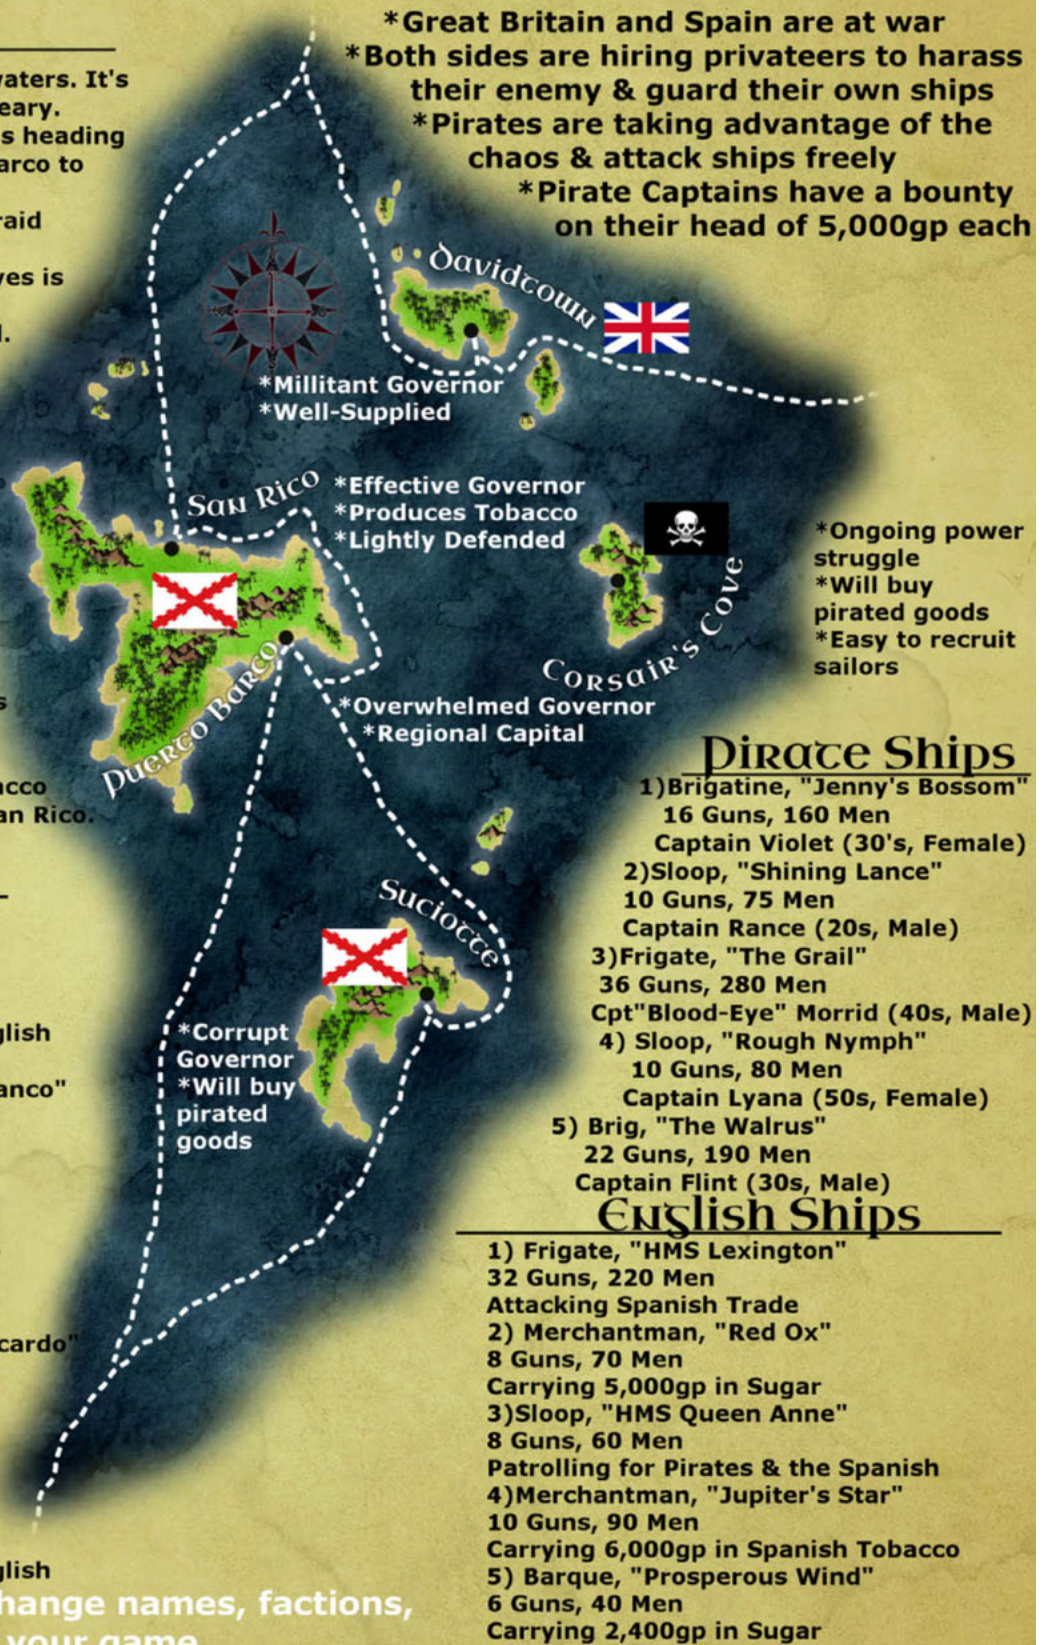 *Great Britain and Spain are at war
*Both sides are hiring privateers to harass
their enemy & guard their own ships
*Pirates are taking advantage of the
chaos & attack ships freely
*Pirate Captains have a bounty
on their head of 5,000gp each
waters. It's
eary.
s heading
arco to
raid
ves is
l.
Davidtown
*Millitant Governor
*Well-Supplied
San Rico
*Effective Governor
*Produces Tobacco
*Lightly Defended
Corsair's Cove
*Ongoing power
struggle
*Will buy
pirated goods
*Easy to recruit
sailors
Puerto Barco
*Overwhelmed Governor
*Regional Capital
s
acco
an Rico.
Suciotte
*Corrupt
Governor
*Will buy
pirated
goods
glish
anco"
cardo"
glish
hange names, factions,
your game
Pirate Ships
1)Brigatine, "Jenny's Bossom"
16 Guns, 160 Men
Captain Violet (30's, Female)
2)Sloop, "Shining Lance"
10 Guns, 75 Men
Captain Rance (20s, Male)
3)Frigate, "The Grail"
36 Guns, 280 Men
Cpt"Blood-Eye" Morrid (40s, Male)
4) Sloop, "Rough Nymph"
10 Guns, 80 Men
Captain Lyana (50s, Female)
5) Brig, "The Walrus"
22 Guns, 190 Men
Captain Flint (30s, Male)
English Ships
1) Frigate, "HMS Lexington"
32 Guns, 220 Men
Attacking Spanish Trade
2) Merchantman, "Red Ox"
8 Guns, 70 Men
Carrying 5,000gp in Sugar
3)Sloop, "HMS Queen Anne"
8 Guns, 60 Men
Patrolling for Pirates & the Spanish
4)Merchantman, "Jupiter's Star"
10 Guns, 90 Men
Carrying 6,000gp in Spanish Tobacco
5) Barque, "Prosperous Wind"
6 Guns, 40 Men
Carrying 2,400gp in Sugar